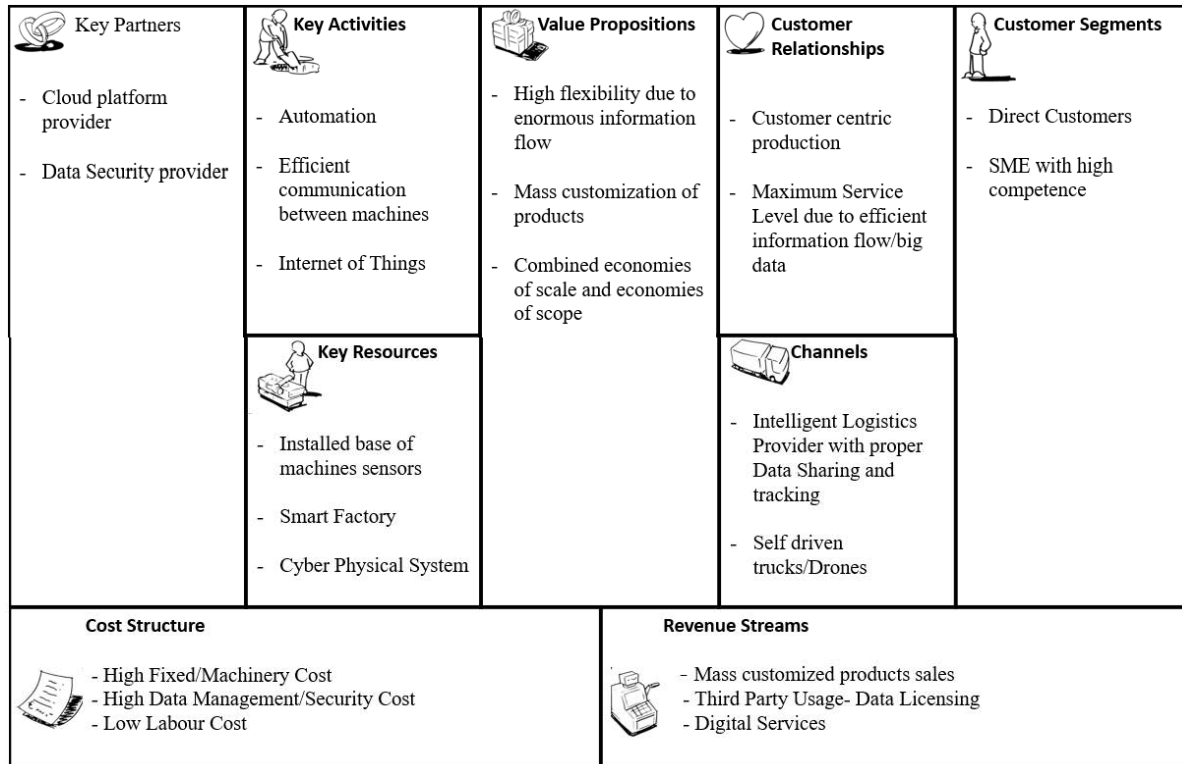 Key Partners
- Cloud platform
provider
- Data Security provider
Key Activities
- Automation
- Efficient
communication
between machines
- Internet of Things
Key Resources
- Installed base of
machines sensors
- Smart Factory
- Cyber Physical System
Value Propositions
- High flexibility due to
enormous information
flow
- Mass customization of
products
- Combined economies
of scale and economies
of scope
Customer
Relationships
- Customer centric
production
- Maximum Service
Level due to efficient
information flow/big
data
Channels
- Intelligent Logistics
Provider with proper
Data Sharing and
tracking
- Self driven
trucks/Drones
Customer Segments
- Direct Customers
- SME with high
competence
Cost Structure
- High Fixed/Machinery Cost
- High Data Management/Security Cost
- Low Labour Cost
Revenue Streams
- Mass customized products sales
- Third Party Usage- Data Licensing
- Digital Services